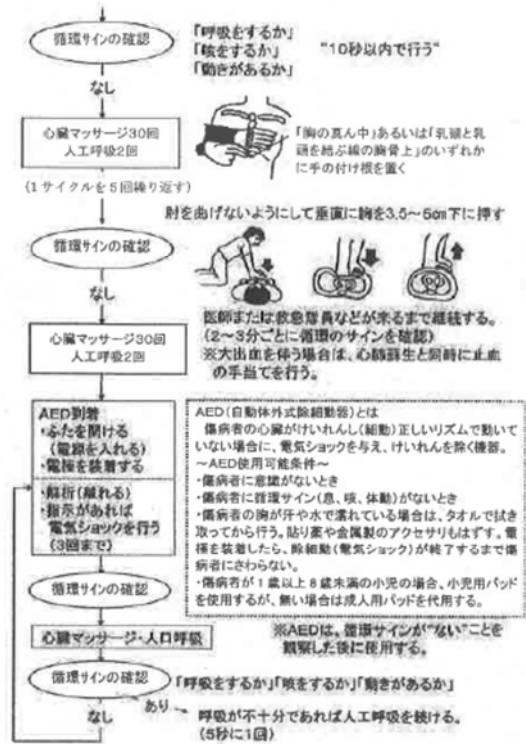 循環サインの確認
「呼吸をするか」
「咳をするか」
「動きがあるか」
"10秒以内で行う"
なし
心臓マッサージ30回
人工呼吸2回
「胸の真ん中」あるいは「乳頭と乳
頭を結ぶ線の胸骨上」のいずれか
に手の付け根を置く
(1サイクルを5回繰り返す)
肘を曲げないようにして垂直に胸を3.5~5㎝下に押す
循環サインの確認
なし
医師または救急隊員などが来るまで継続する。
(2~3分ごとに循環のサインを確認)
※大出血を伴う場合は、心肺蘇生と同時に止血
の手当てを行う。
心臓マッサージ30回
人工呼吸2回
AED到着
・ふたを開ける
(電源を入れる)
・電極を装着する
・解析(離れる)
・指示があれば
電気ショックを行う
(3回まで)
AED(自動体外式除細動器)とは
傷病者の心臓がけいれんし(細動)正しいリズムで動いて
いない場合に、電気ショックを与え、けいれんを除く機器。
~AED使用可能条件~
・傷病者に意識がないとき
・傷病者に循環サイン(息、咳、体動)がないとき
・傷病者の胸が汗や水で濡れている場合は、タオルで拭き
取ってから行う。貼り薬や金属製のアクセサリもはずす。電
極を装着したら、除細動(電気ショック)が終了するまで傷
病者にさわらない。
・傷病者が1歳以上8歳未満の小児の場合、小児用パッド
を使用するが、無い場合は成人用パッドを代用する。
循環サインの確認
心臓マッサージ・人口呼吸
※AEDは、循環サインが"ない"ことを
観察した後に使用する。
循環サインの確認
「呼吸をするか」「咳をするか」「動きがあるか」
なし
あり
呼吸が不十分であれば人工呼吸を続ける。
(5秒に1回)